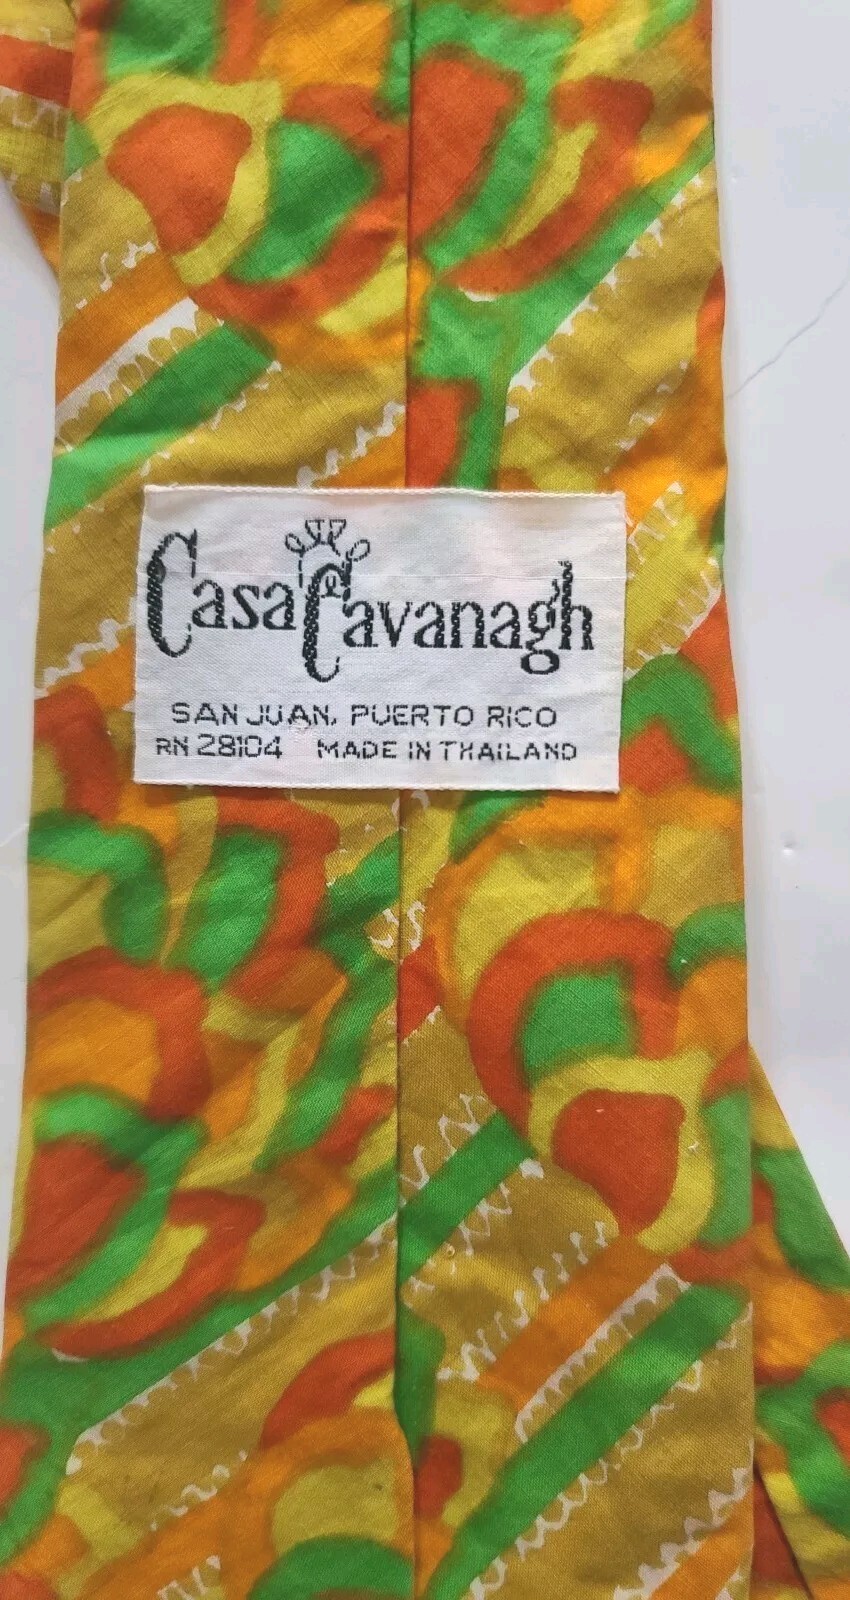 Casa Cavanagh
SAN JUAN, PUERTO RICO
RN 28104 MADE IN THAILAND